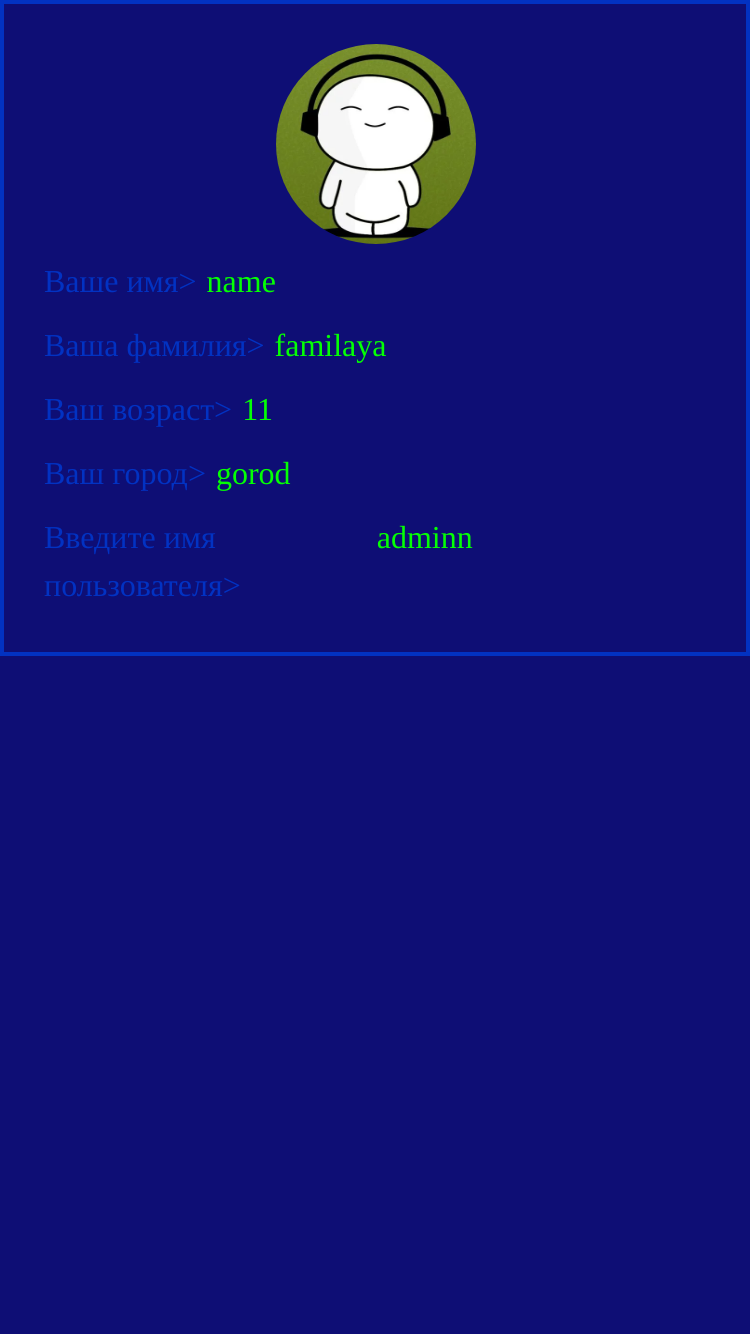 Ваше имя> name
Ваша фамилия> familaya
Ваш возраст> 11
Ваш город> gorod
Введите имя adminn
пользователя>